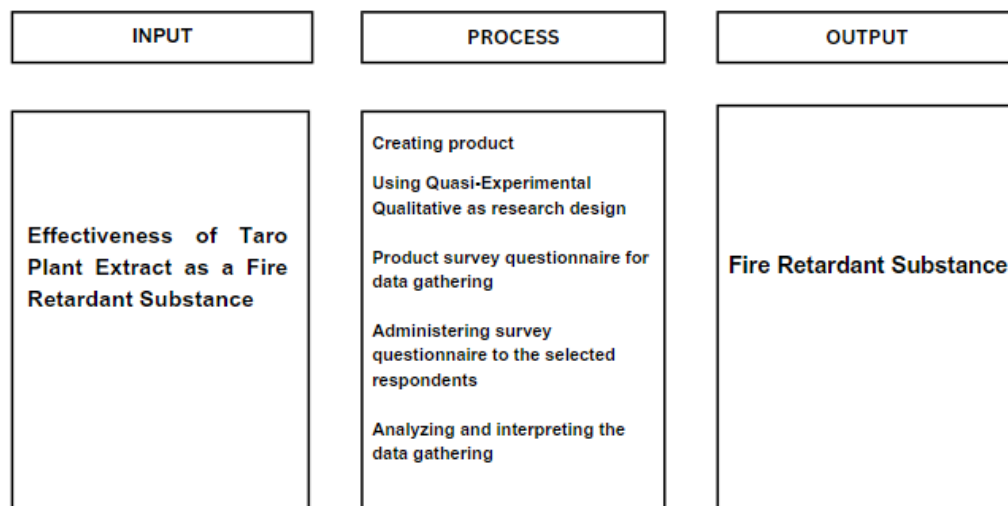 INPUT
PROCESS
OUTPUT
Effectiveness of Taro
Plant Extract as a Fire
Retardant Substance
Creating product
Using Quasi-Experimental
Qualitative as research design
Product survey questionnaire for
data gathering
Administering survey
questionnaire to the selected
respondents
Analyzing and interpreting the
data gathering
Fire Retardant Substance